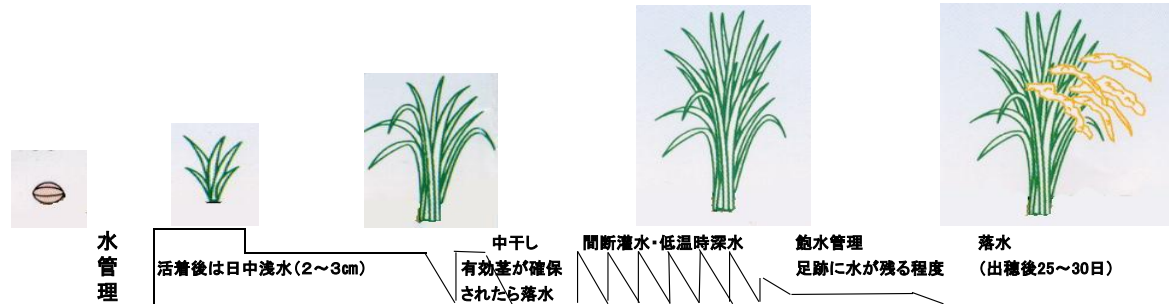 水管理
活着後は日中浅水(2～3㎝)
中干し
有効茎が確保
されたら落水
間断灌水・低温時深水
飽水管理
足跡に水が残る程度
落水
(出穂後25～30日)